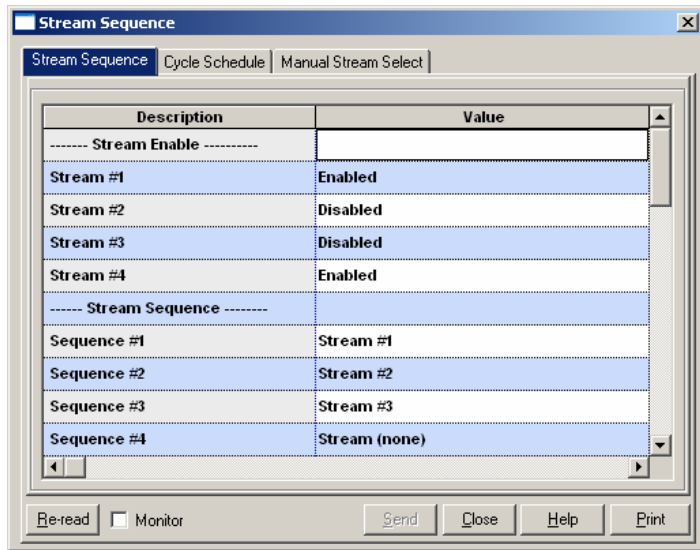 Stream Sequence
Stream Sequence Cycle Schedule Manual Stream Select
Description Value
------- Stream Enable ----------
Stream #1 Enabled
Stream #2 Disabled
Stream #3 Disabled
Stream #4 Enabled
------ Stream Sequence --------
Sequence #1 Stream #1
Sequence #2 Stream #2
Sequence #3 Stream #3
Sequence #4 Stream (none)
Re-read Monitor Send Close Help Print